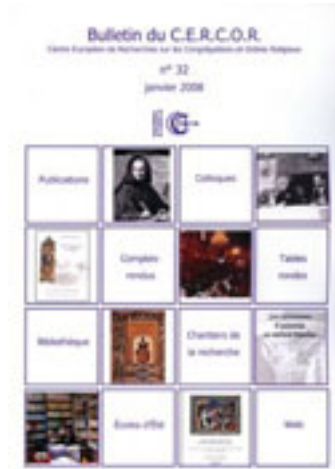 Bulletin du C.E.R.C.O.R.
Centre Européen de Recherches sur les Congrégations et Ordres Religieux
n° 32
janvier 2008
Publications
Colloques
Comptes
rendus
Tables
rondes
Bibliothèque
Chantiers de
la recherche
Écoles d'Été
Web